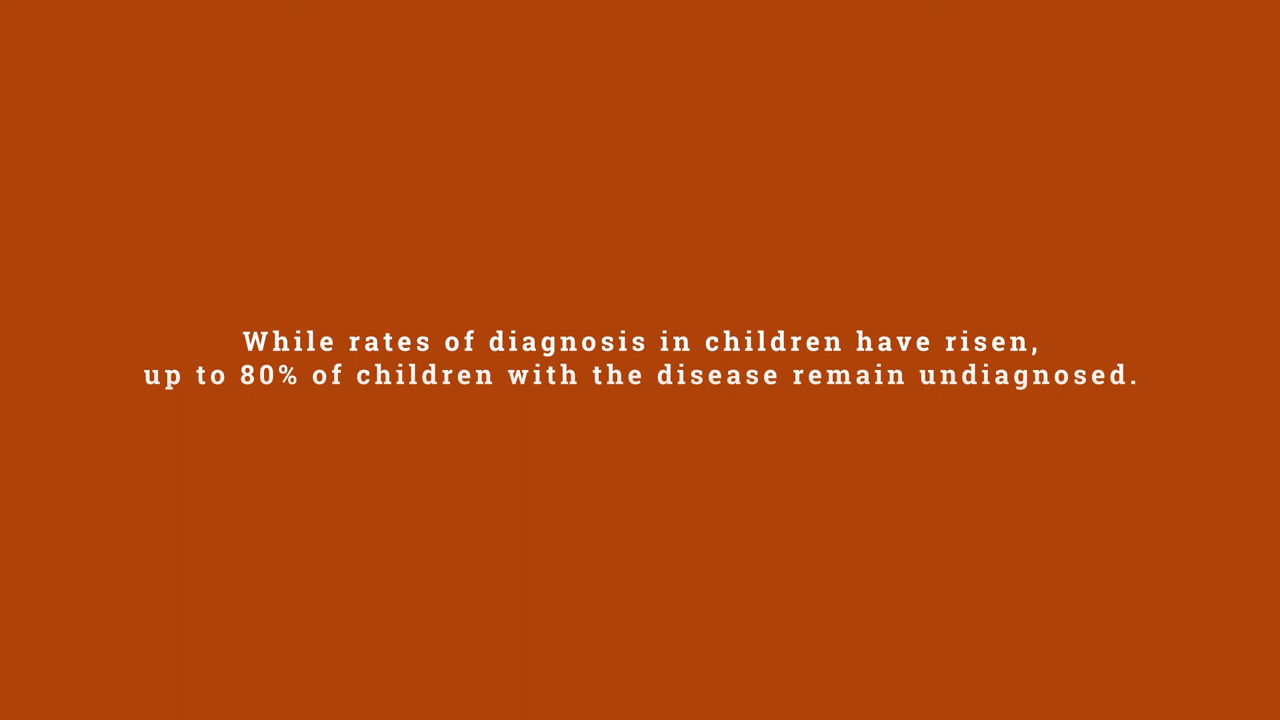 While rates of diagnosis in children have risen,
up to 80% of children with the disease remain undiagnosed.